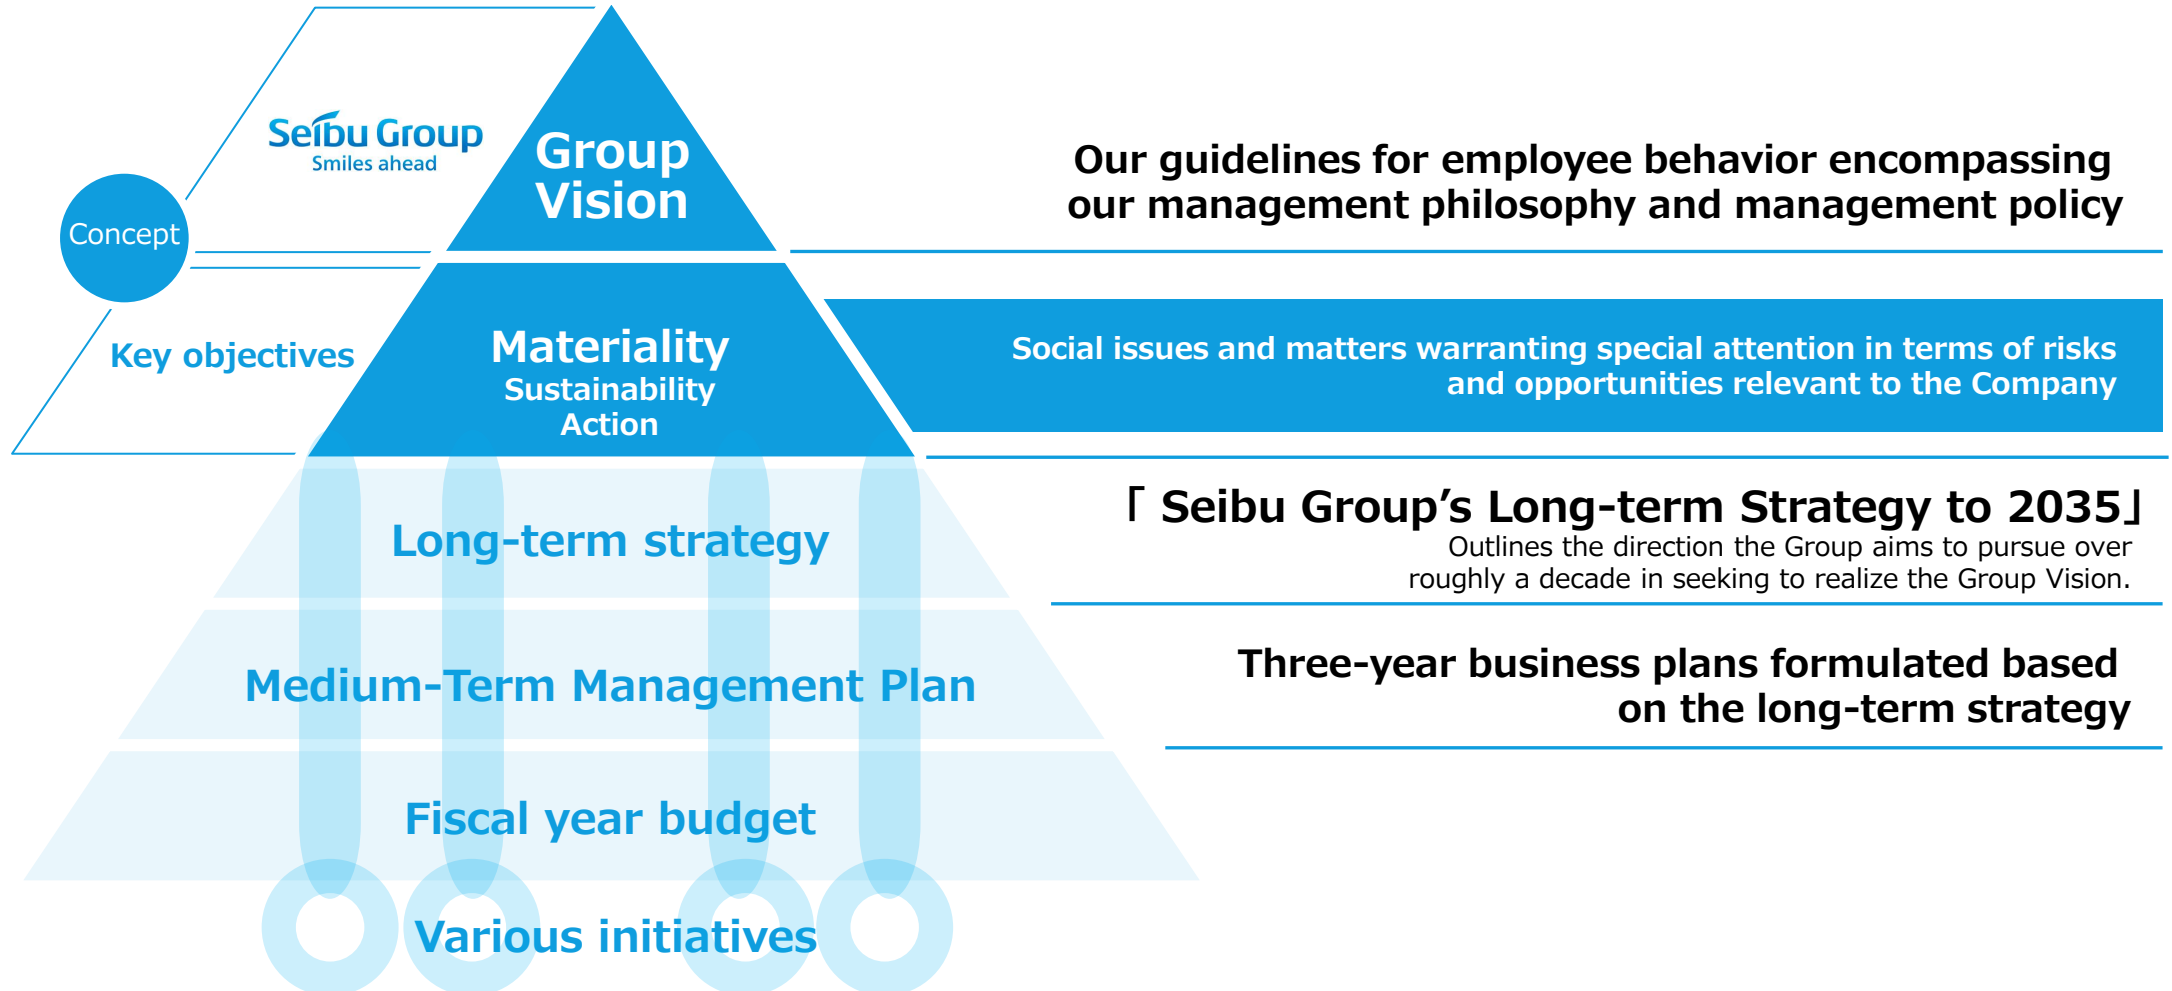 Seibu Group
Smiles ahead
Group
Vision
Our guidelines for employee behavior encompassing
our management philosophy and management policy
Concept
Key objectives
Materiality
Sustainability
Action
Social issues and matters warranting special attention in terms of risks
and opportunities relevant to the Company
Long-term strategy
「 Seibu Group’s Long-term Strategy to 2035」
Outlines the direction the Group aims to pursue over
roughly a decade in seeking to realize the Group Vision.
Medium-Term Management Plan
Three-year business plans formulated based
on the long-term strategy
Fiscal year budget
Various initiatives